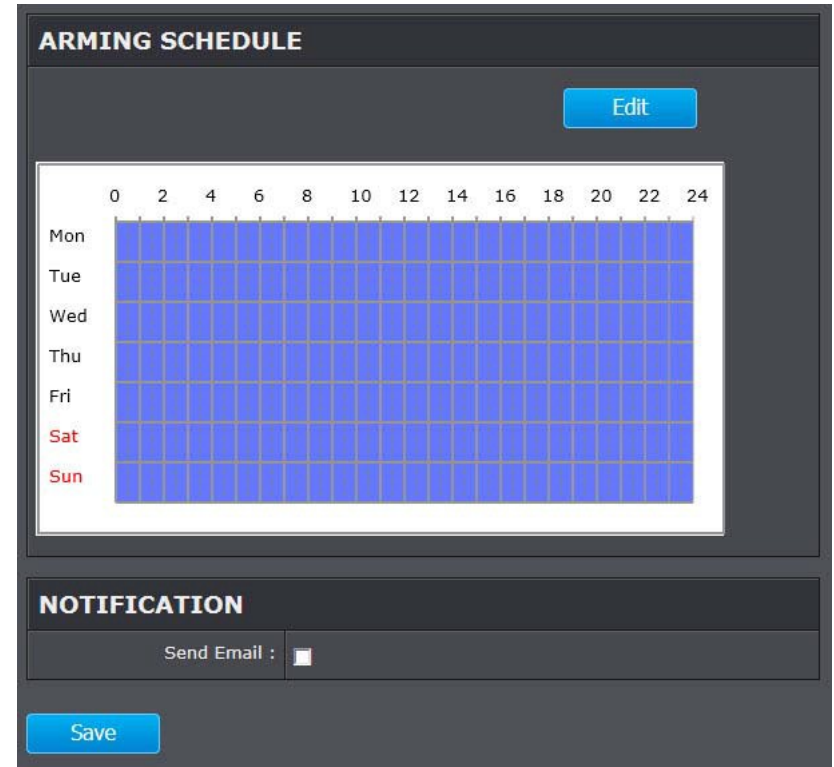 ARMING SCHEDULE
Edit
0 2 4 6 8 10 12 14 16 18 20 22 24
Mon
Tue
Wed
Thu
Fri
Sat
Sun
NOTIFICATION
Send Email :
Save